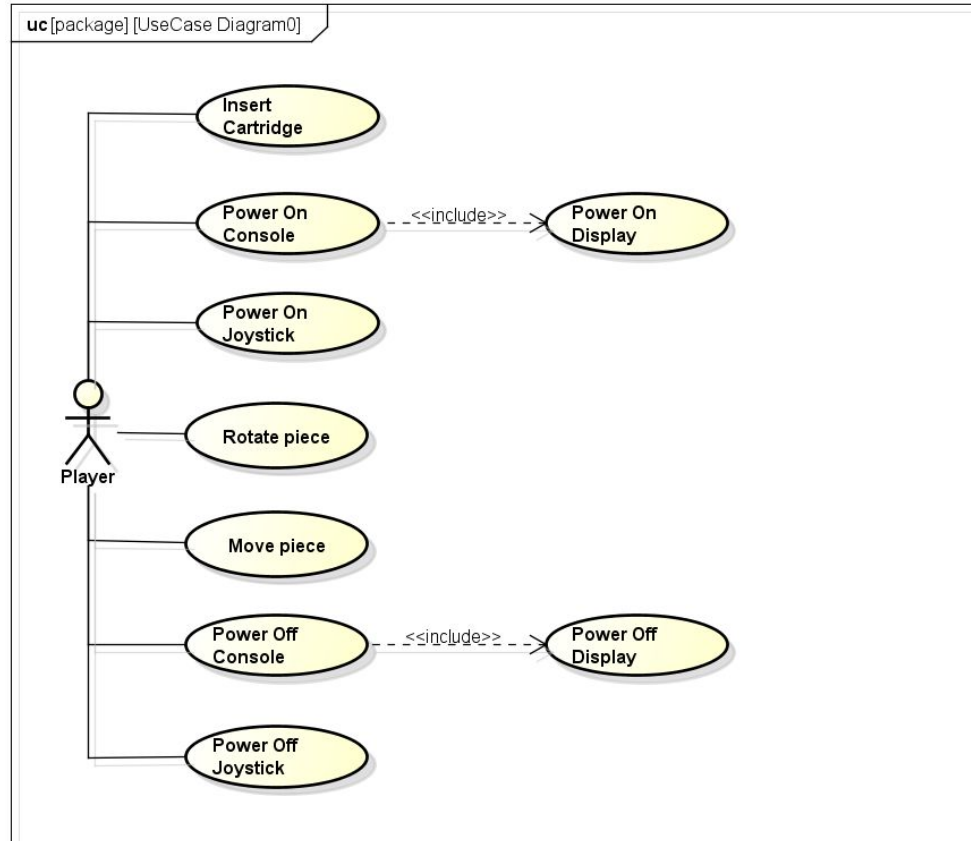 uc [package] [UseCase Diagram0]
Insert
Cartridge
Power On
Console
<<include>>
Power On
Display
Power On
Joystick
Rotate piece
Player
Move piece
Power Off
Console
<<include>>
Power Off
Display
Power Off
Joystick